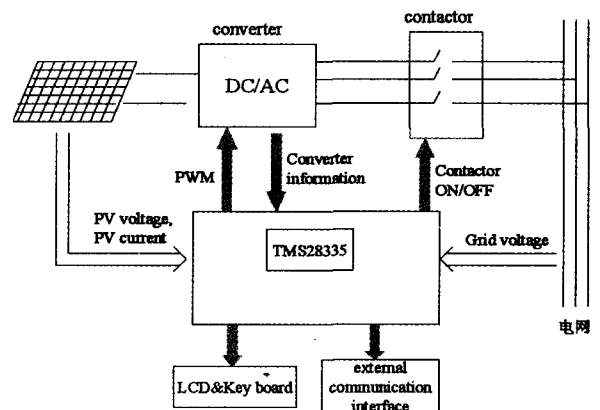 converter
contactor
DC/AC
PWM
Converter
information
Contactor
ON/OFF
PV voltage,
PV current
TMS28335
Grid voltage
电网
LCD&Key board
external
communication
interface